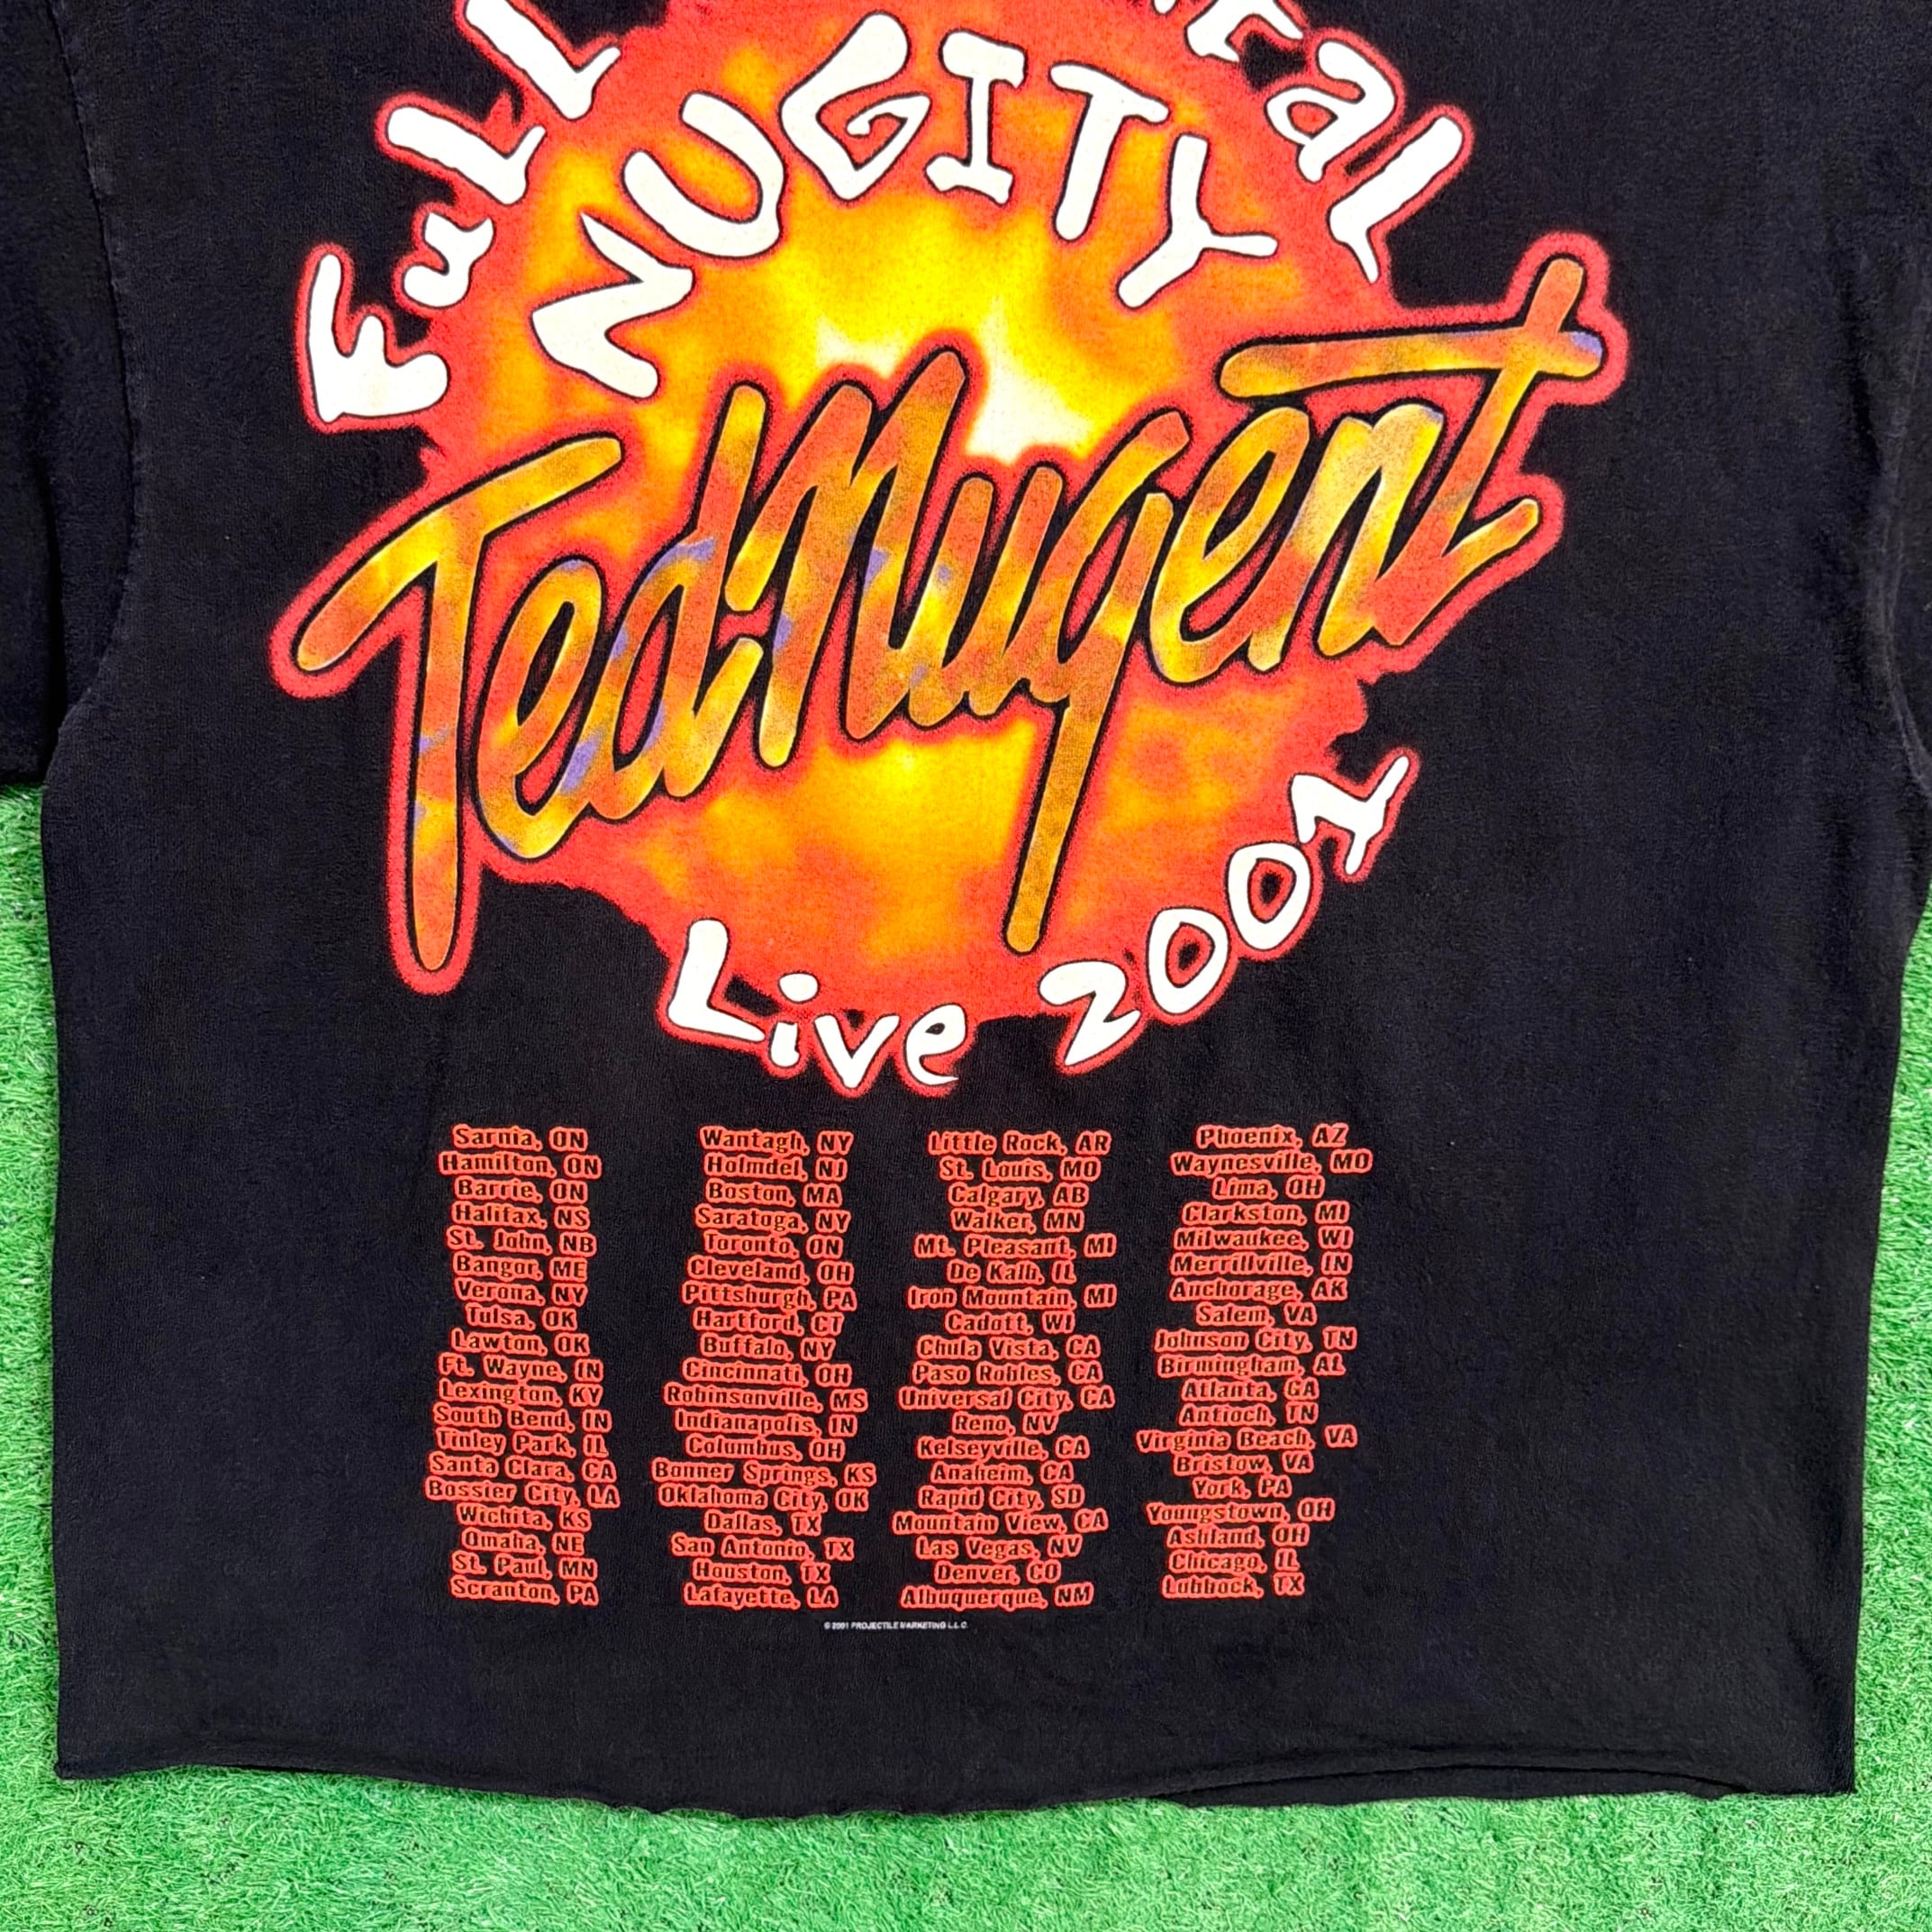 FuLL
NUGITY
Ted Nugent
Live 2001
Sarnia, ON
Hamilton, ON
Barrie, ON
Halifax, NS
St. John, NB
Bangor, ME
Verona, NY
Tulsa, OK
Lawton, OK
Ft. Wayne, IN
Lexington, KY
South Bend, IN
Tinley Park, IL
Santa Clara, CA
Bossier City, LA
Wichita, KS
Omaha, NE
St. Paul, MN
Scranton, PA
Wantagh, NY
Holmdel, NJ
Boston, MA
Saratoga, NY
Toronto, ON
Cleveland, OH
Pittsburgh, PA
Hartford, CT
Buffalo, NY
Cincinnati, OH
Robinsonville, MS
Indianapolis, IN
Columbus, OH
Bonner Springs, KS
Oklahoma City, OK
Dallas, TX
San Antonio, TX
Houston, TX
Lafayette, LA
Little Rock, AR
St. Louis, MO
Calgary, AB
Walker, MN
Mt. Pleasant, MI
De Kalb, IL
Iron Mountain, MI
Cadott, WI
Chula Vista, CA
Paso Robles, CA
Universal City, CA
Reno, NV
Kelseyville, CA
Anaheim, CA
Rapid City, SD
Mountain View, CA
Las Vegas, NV
Denver, CO
Albuquerque, NM
Phoenix, AZ
Waynesville, MO
Lima, OH
Clarkston, MI
Milwaukee, WI
Merrillville, IN
Anchorage, AK
Salem, VA
Johnson City, TN
Birmingham, AL
Atlanta, GA
Antioch, TN
Virginia Beach, VA
Bristow, VA
York, PA
Youngstown, OH
Ashland, OH
Chicago, IL
Lubbock, TX
© 2001 PROJECTILE MARKETING L.L.C.